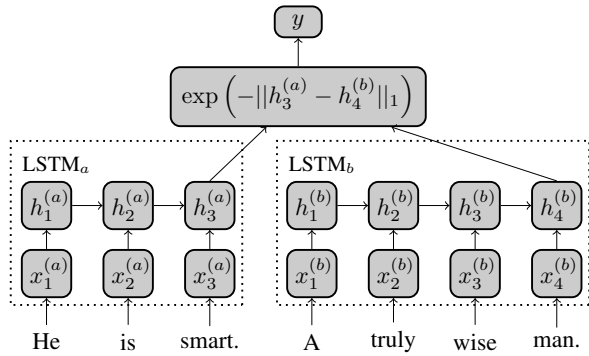 y
exp (−||h_3^{(a)} − h_4^{(b)}||_1)
LSTM_a LSTM_b
h_1^{(a)} h_2^{(a)} h_3^{(a)} h_1^{(b)} h_2^{(b)} h_3^{(b)} h_4^{(b)}
x_1^{(a)} x_2^{(a)} x_3^{(a)} x_1^{(b)} x_2^{(b)} x_3^{(b)} x_4^{(b)}
He is smart. A truly wise man.